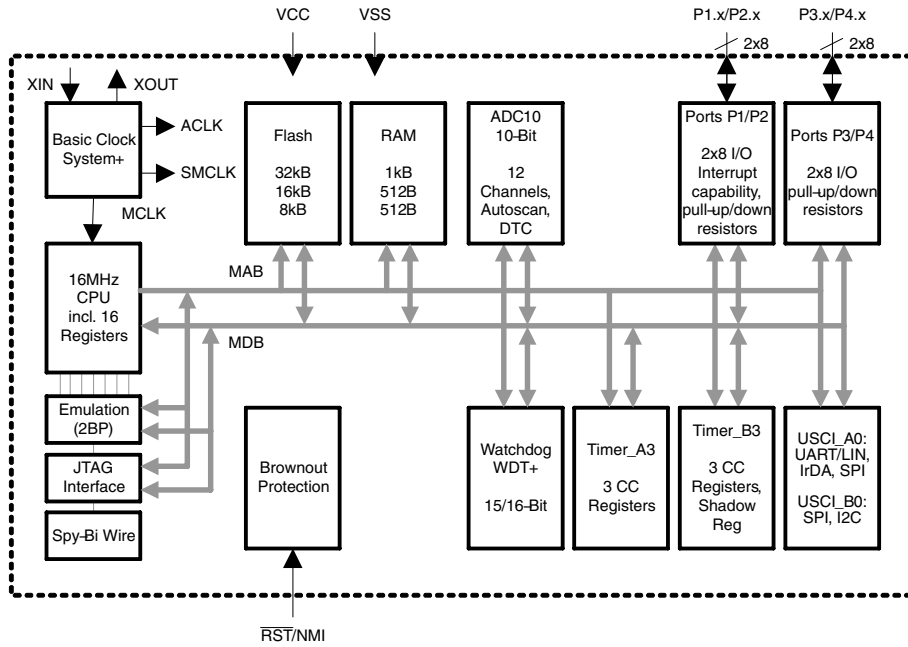 VCC
VSS
P1.x/P2.x
P3.x/P4.x
2x8
2x8
XIN
XOUT
Basic Clock
System+
ACLK
SMCLK
MCLK
Flash
32kB
16kB
8kB
RAM
1kB
512B
512B
ADC10
10-Bit
12
Channels,
Autoscan,
DTC
Ports P1/P2
2x8 I/O
Interrupt
capability,
pull-up/down
resistors
Ports P3/P4
2x8 I/O
pull-up/down
resistors
16MHz
CPU
incl. 16
Registers
MAB
MDB
Emulation
(2BP)
JTAG
Interface
Spy-Bi Wire
Brownout
Protection
Watchdog
WDT+
15/16-Bit
Timer_A3
3 CC
Registers
Timer_B3
3 CC
Registers,
Shadow
Reg
USCI_A0:
UART/LIN,
IrDA, SPI
USCI_B0:
SPI, I2C
RST/NMI